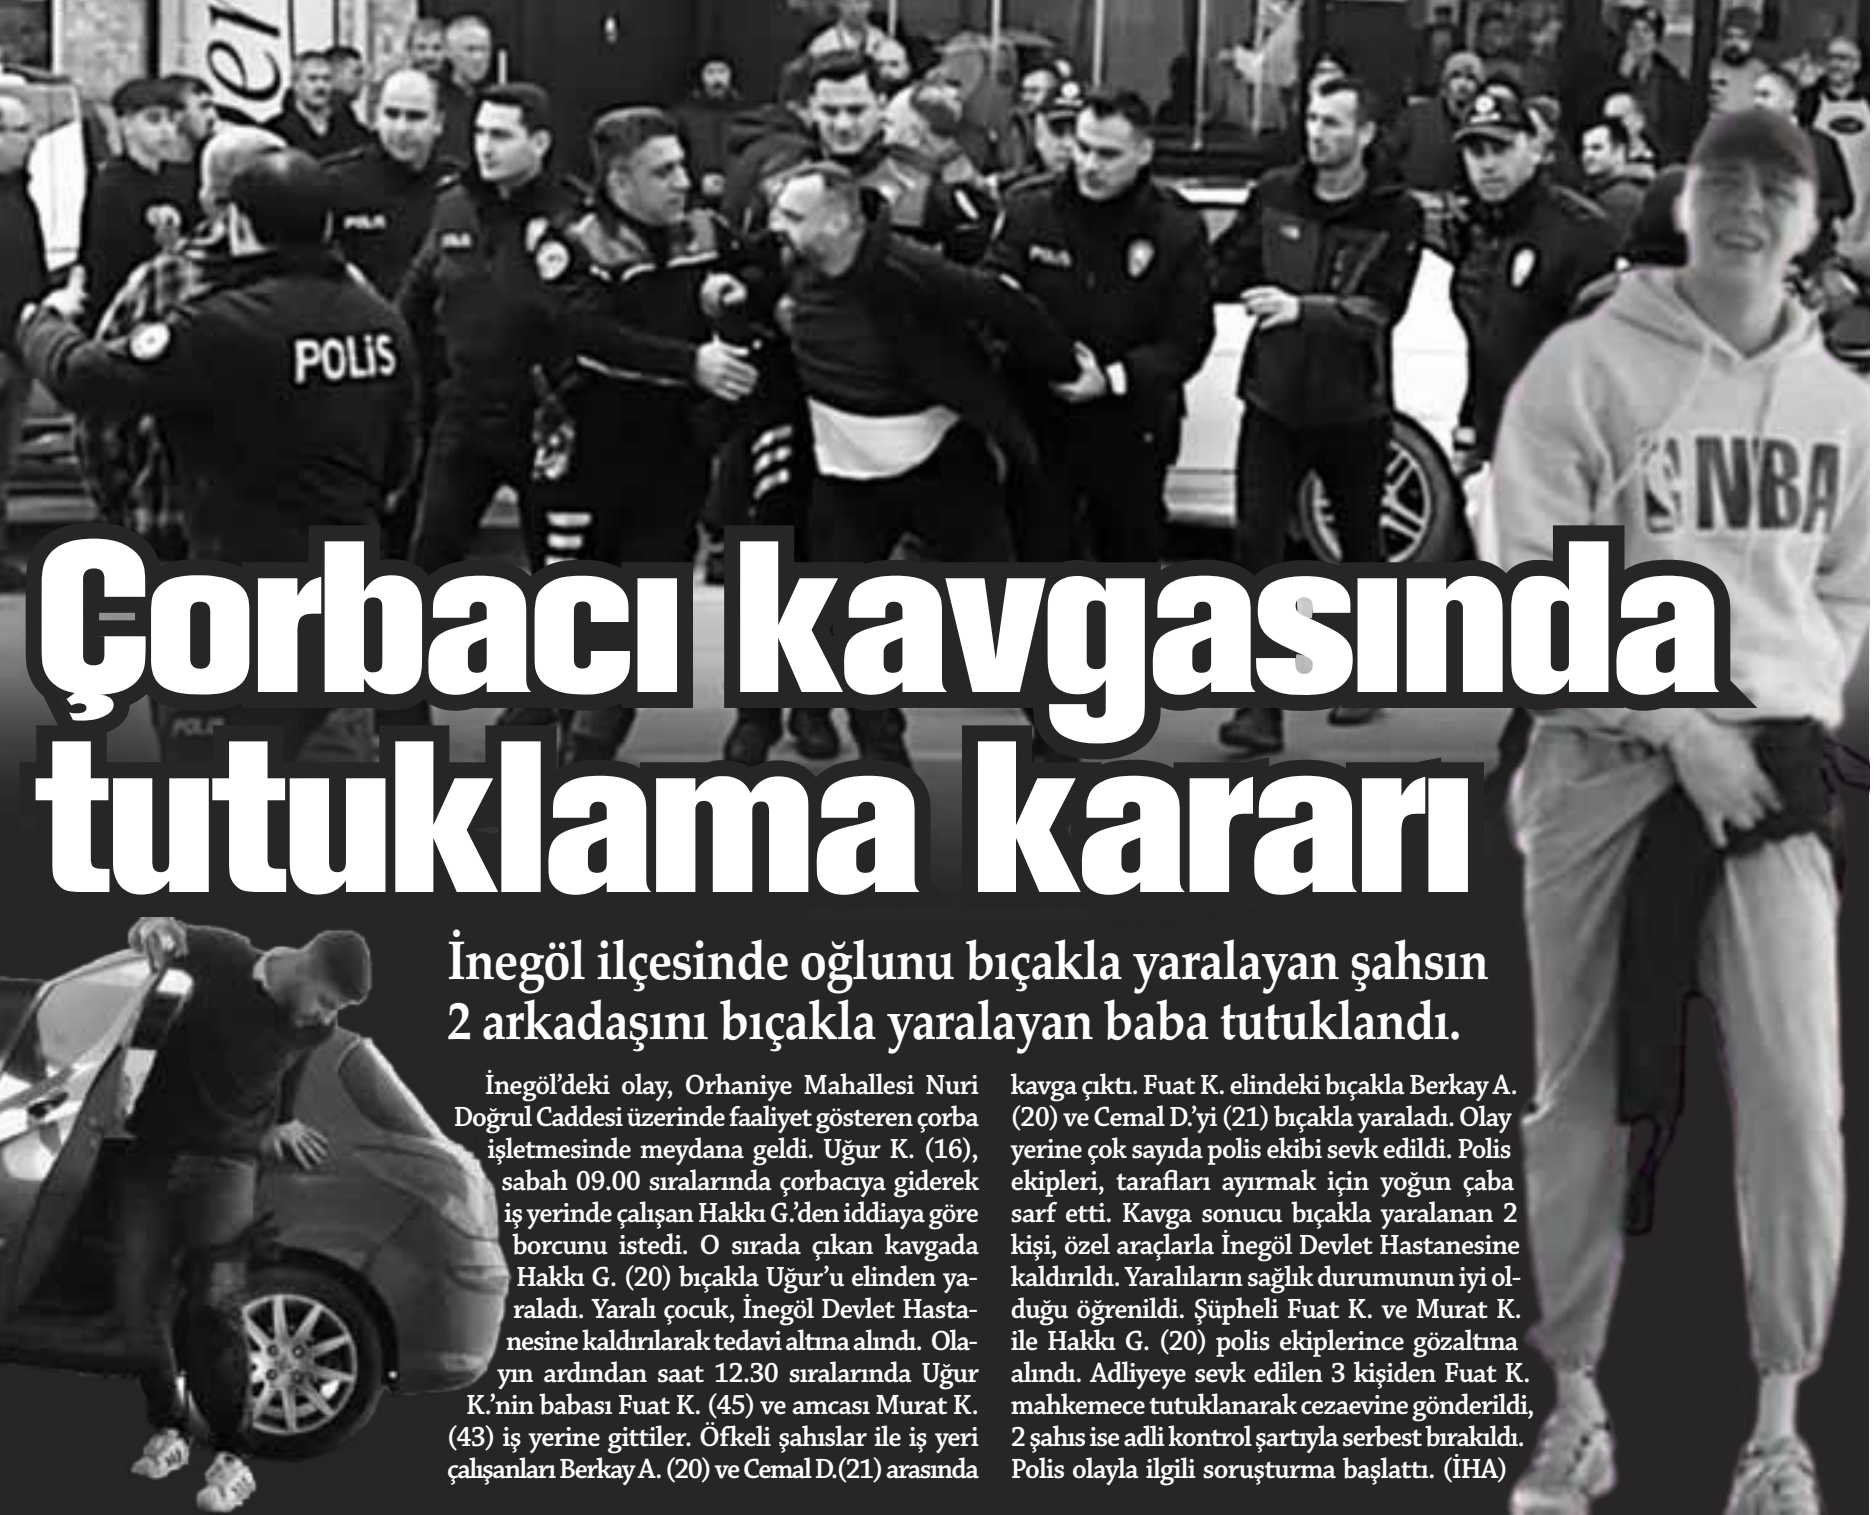 ver
POLİS
POLİS
POLİS
POLİS
NBA
Çorbacı kavgasında
POLİS
tutuklama kararı
İnegöl ilçesinde oğlunu bıçakla yaralayan şahsın
2 arkadaşını bıçakla yaralayan baba tutuklandı.
İnegöl’deki olay, Orhaniye Mahallesi Nuri
Doğrul Caddesi üzerinde faaliyet gösteren çorba
işletmesinde meydana geldi. Uğur K. (16),
sabah 09.00 sıralarında çorbacıya giderek
iş yerinde çalışan Hakkı G.’den iddiaya göre
borcunu istedi. O sırada çıkan kavgada
Hakkı G. (20) bıçakla Uğur’u elinden ya-
raladı. Yaralı çocuk, İnegöl Devlet Hasta-
nesine kaldırılarak tedavi altına alındı. Ola-
yın ardından saat 12.30 sıralarında Uğur
K.’nin babası Fuat K. (45) ve amcası Murat K.
(43) iş yerine gittiler. Öfkeli şahıslar ile iş yeri
çalışanları Berkay A. (20) ve Cemal D.(21) arasında
kavga çıktı. Fuat K. elindeki bıçakla Berkay A.
(20) ve Cemal D.’yi (21) bıçakla yaraladı. Olay
yerine çok sayıda polis ekibi sevk edildi. Polis
ekipleri, tarafları ayırmak için yoğun çaba
sarf etti. Kavga sonucu bıçakla yaralanan 2
kişi, özel araçlarla İnegöl Devlet Hastanesine
kaldırıldı. Yaralıların sağlık durumunun iyi ol-
duğu öğrenildi. Şüpheli Fuat K. ve Murat K.
ile Hakkı G. (20) polis ekiplerince gözaltına
alındı. Adliyeye sevk edilen 3 kişiden Fuat K.
mahkemece tutuklanarak cezaevine gönderildi,
2 şahıs ise adli kontrol şartıyla serbest bırakıldı.
Polis olayla ilgili soruşturma başlattı. (İHA)